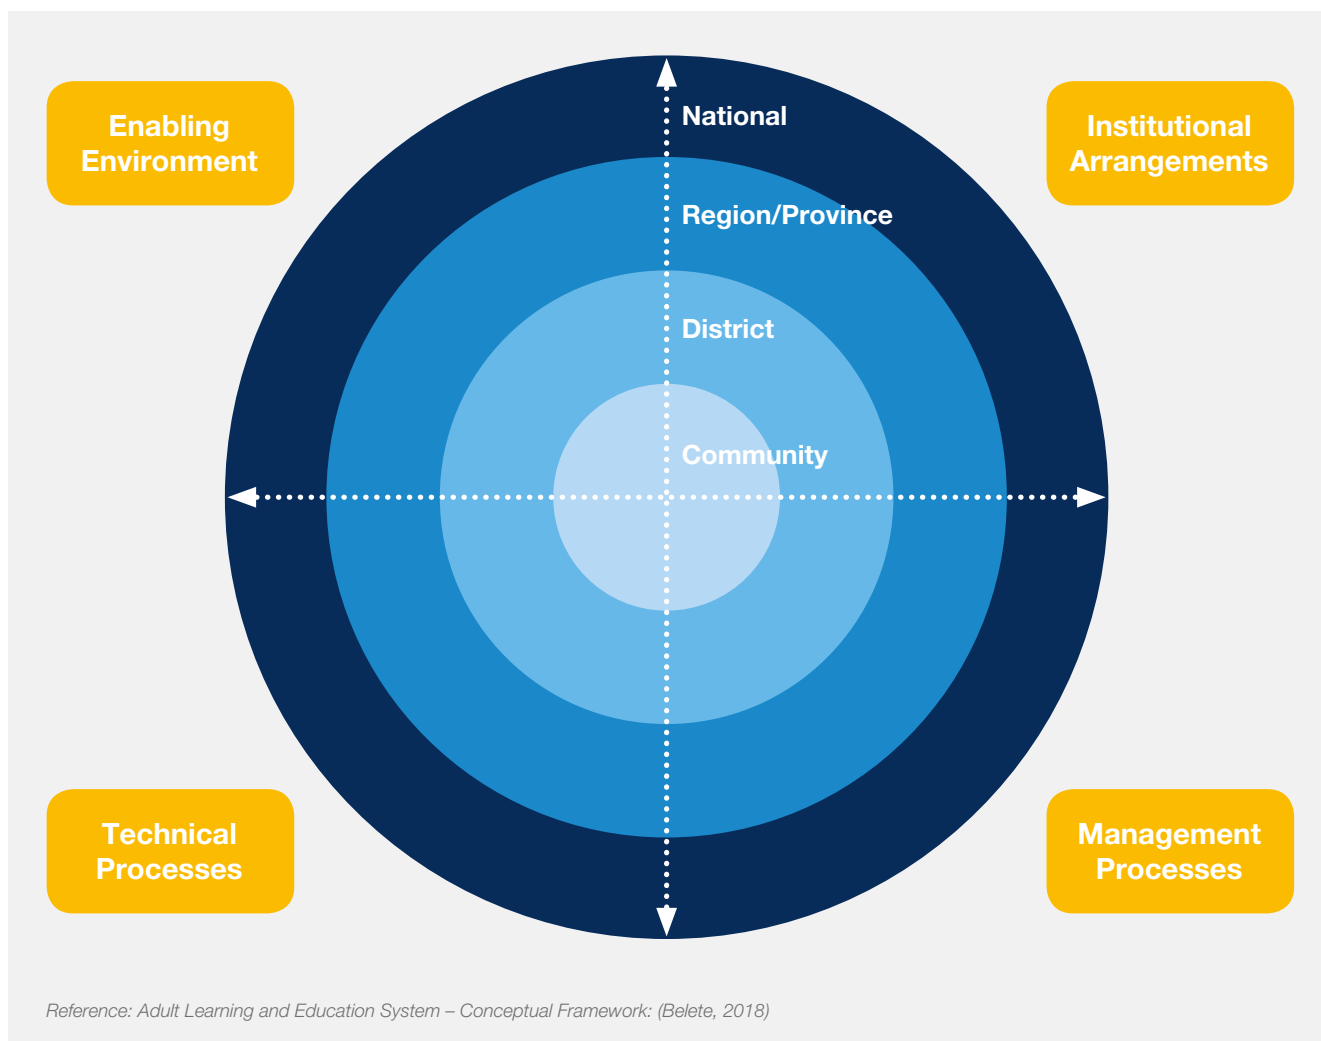 Enabling
Environment
Institutional
Arrangements
National
Region/Province
District
Community
Technical
Processes
Management
Processes
Reference: Adult Learning and Education System – Conceptual Framework: (Belete, 2018)